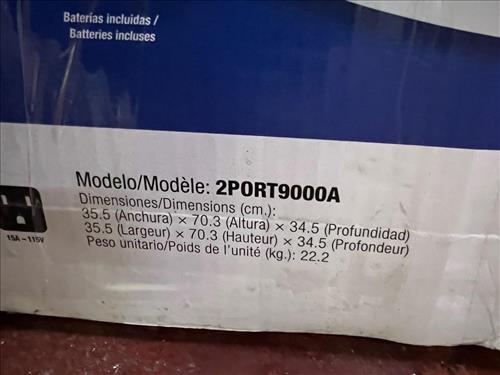 Baterías incluidas /
Batteries incluses
Modelo/Modèle: 2PORT9000A
Dimensiones/Dimensions (cm.):
35.5 (Anchura) × 70.3 (Altura) × 34.5 (Profundidad)
35.5 (Largeur) × 70.3 (Hauteur) × 34.5 (Profondeur)
Peso unitario/Poids de l'unité (kg.): 22.2
15A – 115V